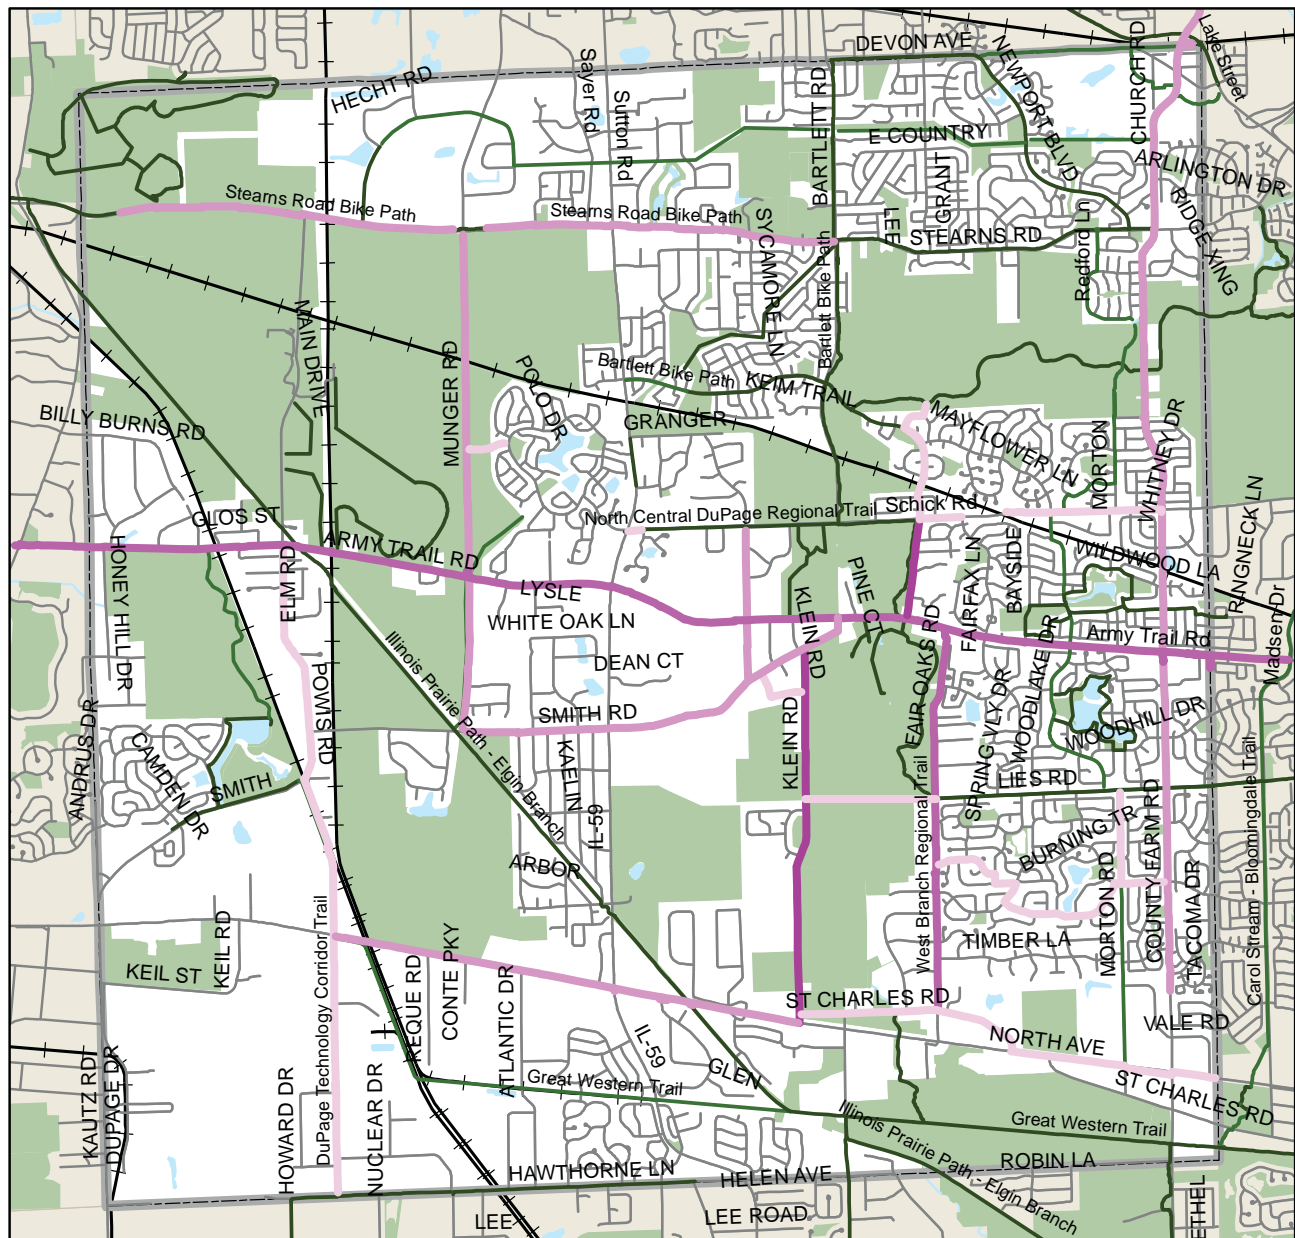 DEVON AVE
NEWPORT BLVD
CHURCH RD
Lake Street
HECHT RD
Sayer Rd
Sutton Rd
BARTLETT RD
E COUNTRY
GRANT
ARLINGTON DR
RIDGE XING
Stearns Road Bike Path
Stearns Road Bike Path
SYCAMORE LN
LEE
STEARNS RD
Redford Ln
Bartlett Bike Path
MAIN DRIVE
MUNGER RD
POLO DR
Bartlett Bike Path
KEIM TRAIL
GRANGER
BILLY BURNS RD
MAYFLOWER LN
MORTON
WHITNEY DR
RINGNECK LN
GLOS ST
North Central DuPage Regional Trail
Schick Rd
ARMY TRAIL RD
HONEY HILL DR
ELM RD
LYSLE
WHITE OAK LN
DEAN CT
KLEIN RD
PINE CT
FAIR OAKS RD
FAIRFAX LN
BAYSIDE
WILDWOOD LA
Army Trail Rd
Madsen Dr
Illinois Prairie Path - Elgin Branch
POWIS RD
SMITH RD
KLEIN RD
SPRING VLY DR
WOODLAKE DR
WOODHILL DR
ANDRUS DR
CAMDEN DR
SMITH
KAELIN
IL-59
LIES RD
ARBOR
BURNING TR
West Branch Regional Trail
MORTON RD
COUNTY FARM RD
TACOMA DR
Carol Stream - Bloomingdale Trail
KEIL ST
KEIL RD
DuPage Technology Corridor Trail
REQUE RD
CONTE PKY
ATLANTIC DR
TIMBER LA
MORTON RD
ST CHARLES RD
NORTH AVE
VALE RD
IL-59
GLEN
KAUTZ RD
DUPAGE DR
HOWARD DR
NUCLEAR DR
Great Western Trail
ST CHARLES RD
Illinois Prairie Path - Elgin Branch
Great Western Trail
HAWTHORNE LN
HELEN AVE
ROBIN LA
LEE
LEE ROAD
ETHEL